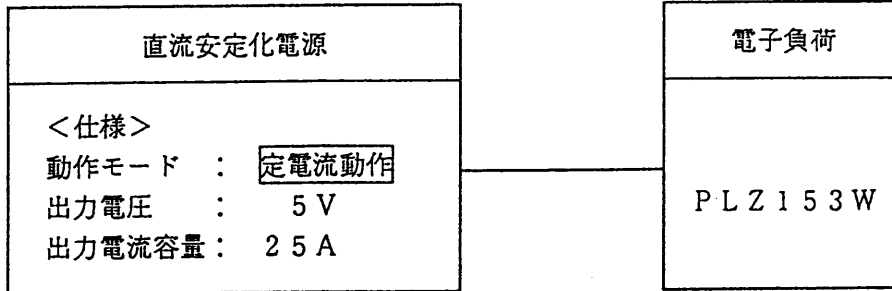 直流安定化電源
＜仕様＞
動作モード ： 定電流動作
出力電圧 ： 5V
出力電流容量： 25A
電子負荷
PLZ153W